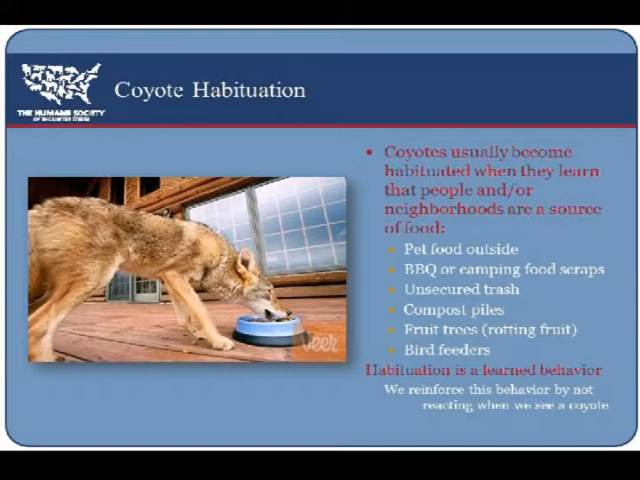 Coyote Habituation
THE HUMANE SOCIETY
OF THE UNITED STATES
Coyotes usually become
habituated when they learn
that people and/or
neighborhoods are a source
of food:
Pet food outside
BBQ or camping food scraps
Unsecured trash
Compost piles
Fruit trees (rotting fruit)
Bird feeders
Habituation is a learned behavior
We reinforce this behavior by not
reacting when we see a coyote
Veer